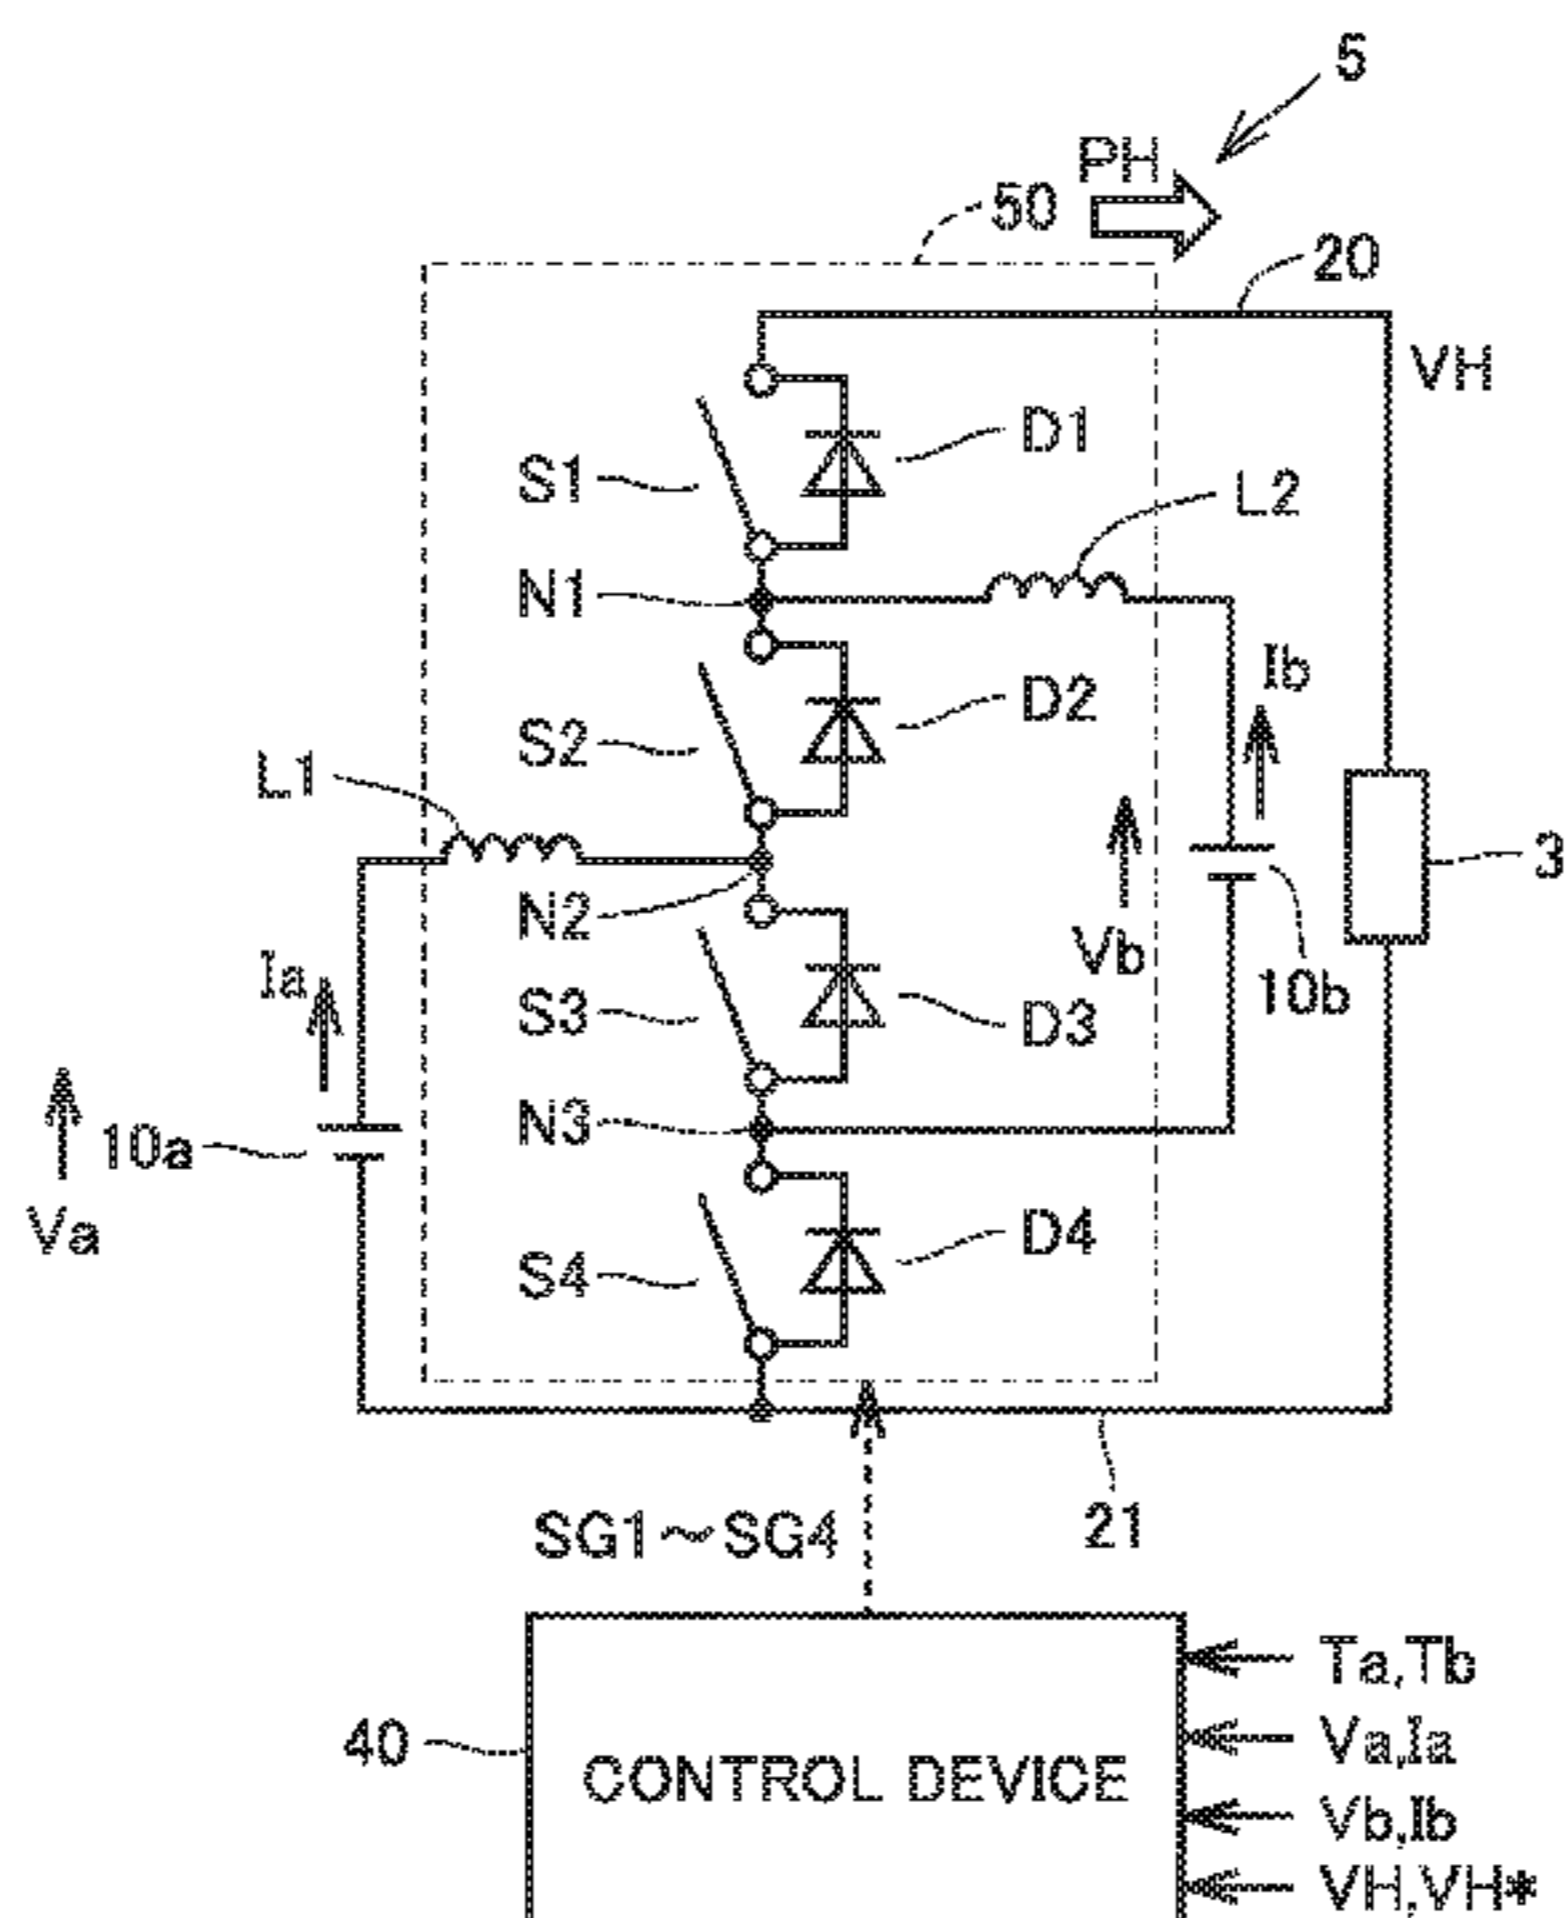 5
PH
50
20
VH
D1
S1
L2
N1
Ib
D2
S2
L1
3
N2
Vb
Ia
10b
S3
D3
N3
10a
Va
D4
S4
21
SG1~SG4
Ta,Tb
40
Va,Ia
CONTROL DEVICE
Vb,Ib
VH,VH*